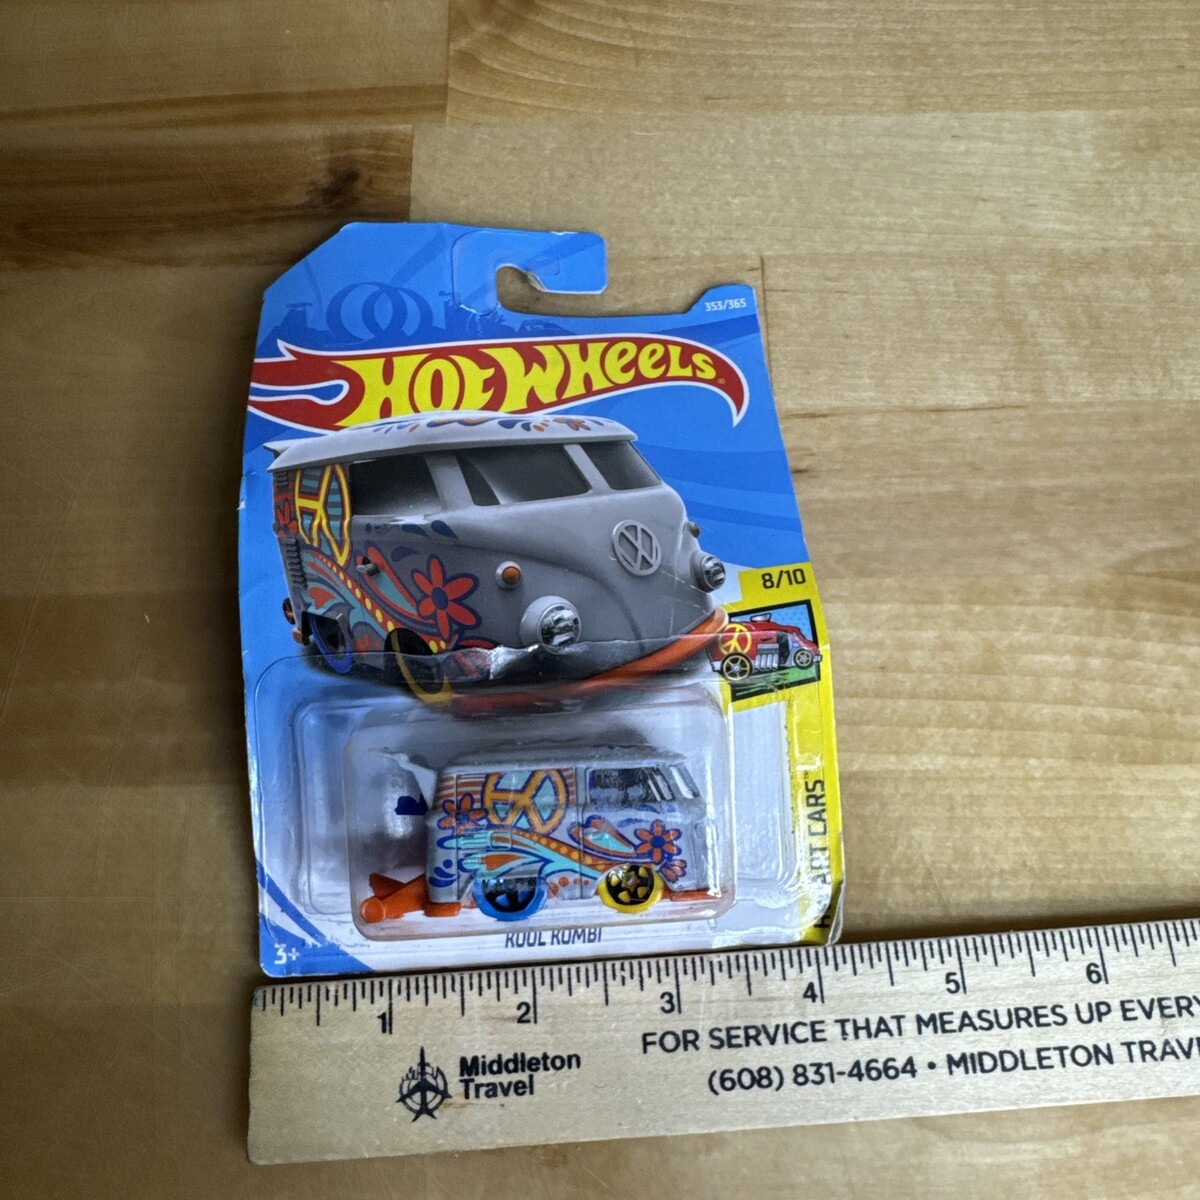 353/365
HOT WHEELS
8/10
ART CARS™
3+
KOOL KOMBI
1 2 3 4 5 6
Middleton
Travel
FOR SERVICE THAT MEASURES UP EVERY
(608) 831-4664 • MIDDLETON TRAV